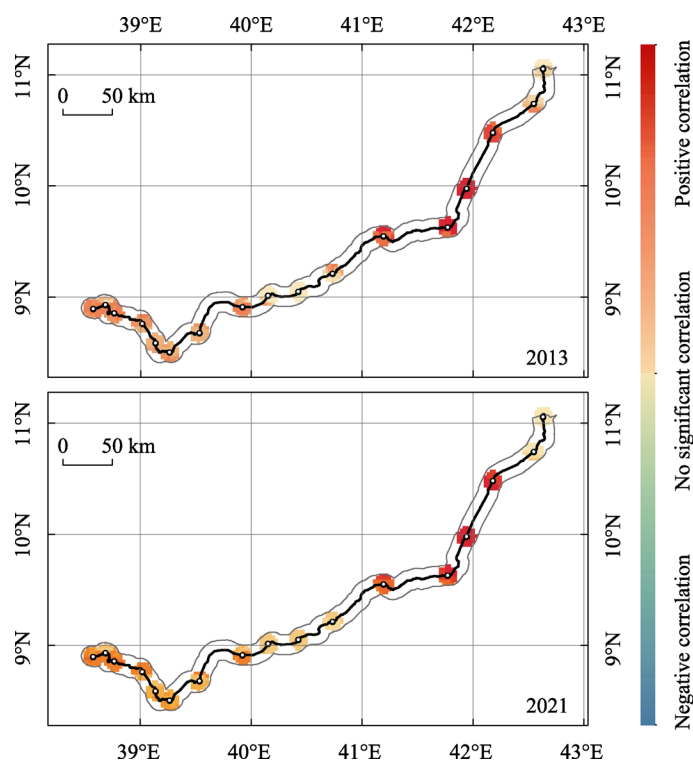 39°E 40°E 41°E 42°E 43°E
11°N
10°N
9°N
0 50 km
11°N
10°N
9°N
2013
11°N
10°N
9°N
0 50 km
11°N
10°N
9°N
2021
39°E 40°E 41°E 42°E 43°E
Positive correlation
No significant correlation
Negative correlation